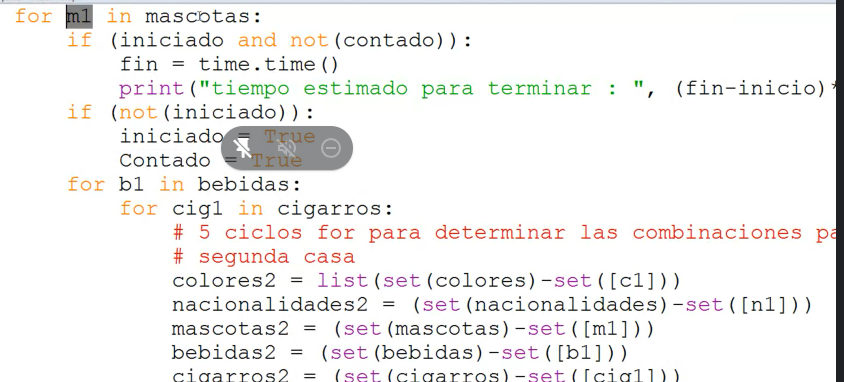 for m1 in mascotas:
    if (iniciado and not(contado)):
        fin = time.time()
        print("tiempo estimado para terminar : ", (fin-inicio)*
    if (not(iniciado)):
        iniciado = True
        Contado = True
    for b1 in bebidas:
        for cig1 in cigarros:
            # 5 ciclos for para determinar las combinaciones
            # segunda casa
            colores2 = list(set(colores)-set([c1]))
            nacionalidades2 = (set(nacionalidades)-set([n1]))
            mascotas2 = (set(mascotas)-set([m1]))
            bebidas2 = (set(bebidas)-set([b1]))
            cigarros2 = (set(cigarros)-set([cig1]))